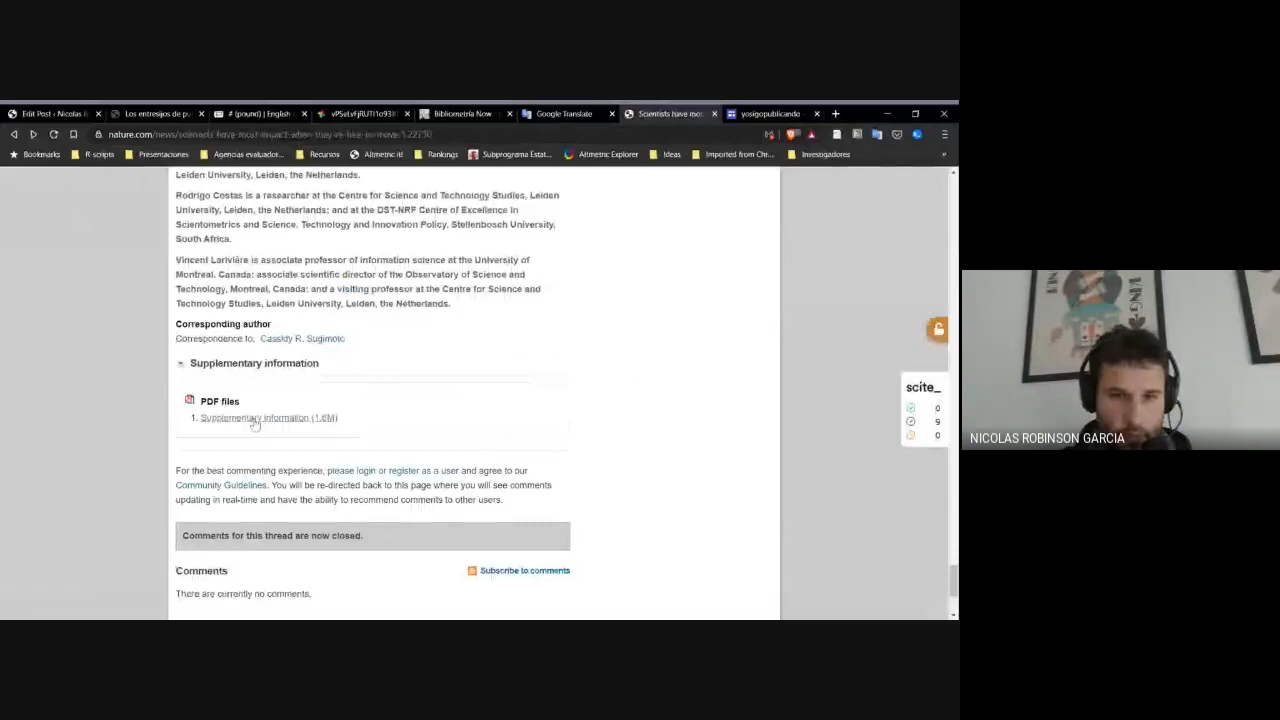 Edit Post ‹ Nicolas R
Los entresijos de pu
# (pound) | English
Bibliometría Now
Google Translate
Scientists have mos
yosigopublicando
Bookmarks
R-scripts
Presentaciones
Agencias evaluador...
Recursos
Altmetric it!
Rankings
Subprograma Estat...
Altmetric Explorer
Ideas
Imported from Chr...
Investigadores
Leiden University, Leiden, the Netherlands.
Rodrigo Costas is a researcher at the Centre for Science and Technology Studies, Leiden
University, Leiden, the Netherlands; and at the DST-NRF Centre of Excellence in
Scientometrics and Science, Technology and Innovation Policy, Stellenbosch University,
South Africa.
Vincent Larivière is associate professor of information science at the University of
Montreal, Canada; associate scientific director of the Observatory of Science and
Technology, Montreal, Canada; and a visiting professor at the Centre for Science and
Technology Studies, Leiden University, Leiden, the Netherlands.
Corresponding author
Correspondence to: Cassidy R. Sugimoto
Supplementary information
PDF files
1. Supplementary information (1.6M)
For the best commenting experience, please login or register as a user and agree to our
Community Guidelines. You will be re-directed back to this page where you will see comments
updating in real-time and have the ability to recommend comments to other users.
Comments for this thread are now closed.
Comments
Subscribe to comments
There are currently no comments.
scite_
0
9
0
NICOLAS ROBINSON GARCIA